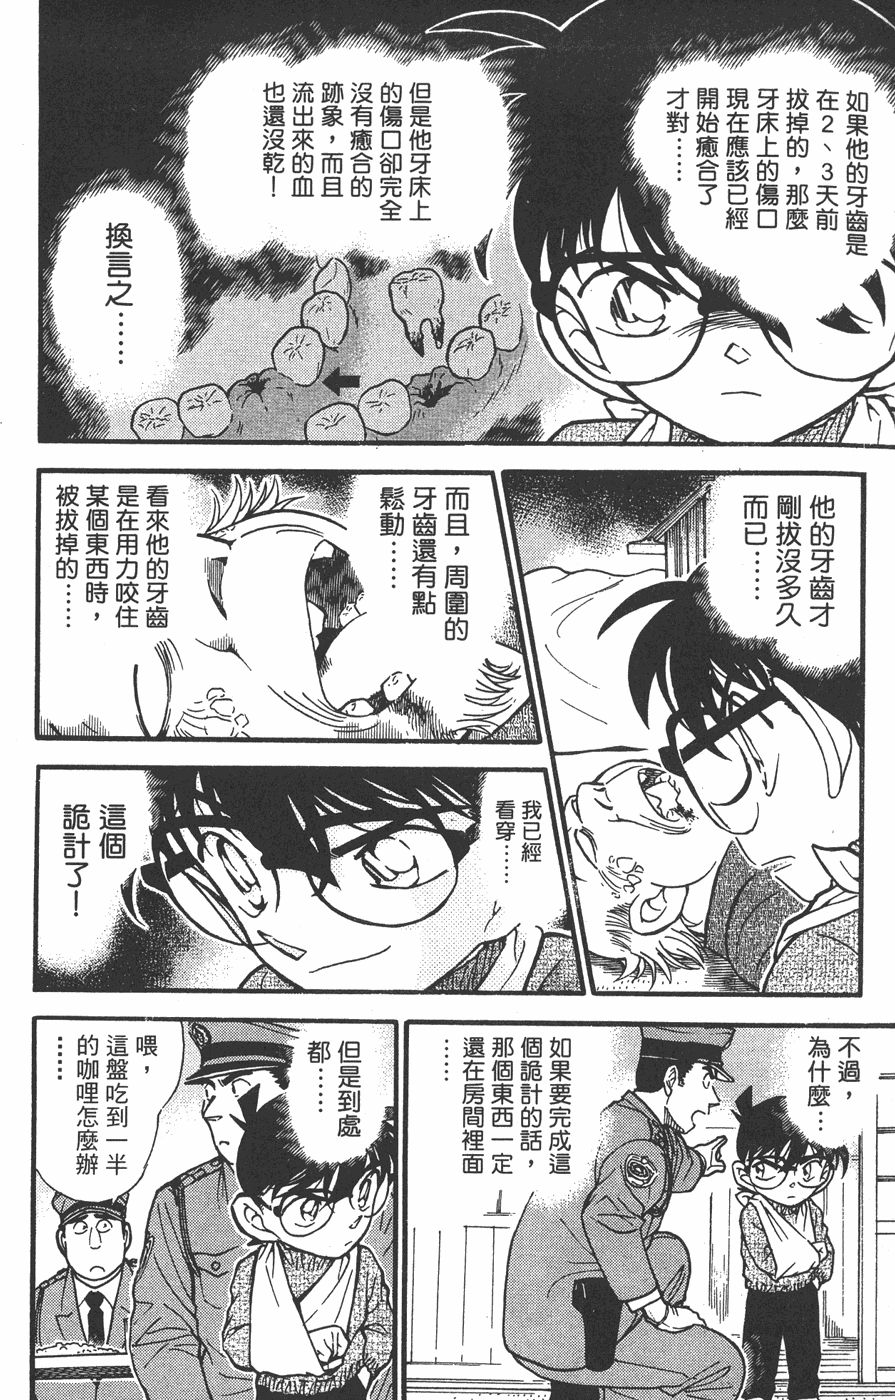 如果他的牙齒是
在2、3天前
拔掉的，那麼
牙床上的傷口
現在應該已經
開始癒合了
才對……
但是他牙床上
的傷口卻完全
沒有癒合的
跡象，而且
流出來的血
也還沒乾！
換言之……
他的牙齒才
剛拔沒多久
而已……
而且，周圍的
牙齒還有點
鬆動……
看來他的牙齒
是在用力咬住
某個東西時，
被拔掉的……
我已經
看穿……
這個
詭計了！
不過，
為什麼…
如果要完成這
個詭計的話，
那個東西一定
還在房間裡面
……
但是到處
都……
喂，
這盤吃到一半
的咖哩怎麼辦
……